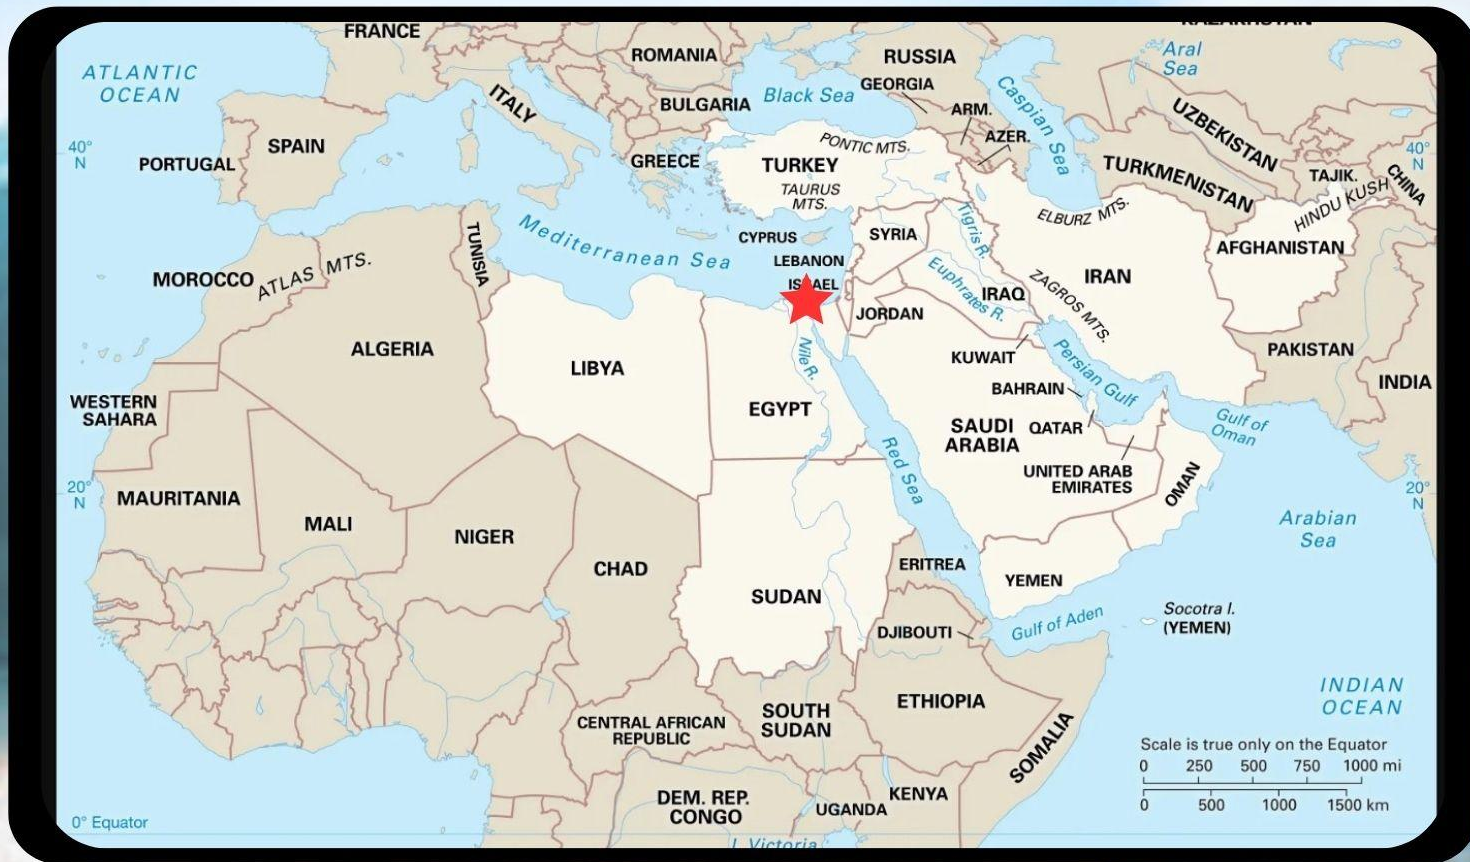 KAZAKHSTAN
FRANCE
ROMANIA
RUSSIA
Aral
Sea
ATLANTIC
OCEAN
ITALY
BULGARIA
Black Sea
GEORGIA
Caspian Sea
ARM.
UZBEKISTAN
AZER.
40°
N
PORTUGAL
SPAIN
GREECE
TURKEY
PONTIC MTS.
TAURUS
MTS.
TURKMENISTAN
TAJIK.
CHINA
40°
N
HINDU KUSH
ELBURZ MTS.
TUNISIA
Mediterranean Sea
CYPRUS
SYRIA
Tigris R.
AFGHANISTAN
MOROCCO
ATLAS MTS.
LEBANON
ISRAEL
Euphrates R.
IRAQ
ZAGROS MTS.
IRAN
JORDAN
ALGERIA
LIBYA
Nile R.
KUWAIT
Persian Gulf
PAKISTAN
INDIA
WESTERN
SAHARA
EGYPT
BAHRAIN
SAUDI
ARABIA
QATAR
Gulf of
Oman
Red Sea
UNITED ARAB
EMIRATES
OMAN
20°
N
MAURITANIA
MALI
NIGER
CHAD
SUDAN
ERITREA
YEMEN
Arabian
Sea
20°
N
DJIBOUTI
Gulf of Aden
Socotra I.
(YEMEN)
CENTRAL AFRICAN
REPUBLIC
SOUTH
SUDAN
ETHIOPIA
SOMALIA
INDIAN
OCEAN
DEM. REP.
CONGO
UGANDA
KENYA
L. Victoria
Scale is true only on the Equator
0 250 500 750 1000 mi
0 500 1000 1500 km
0° Equator